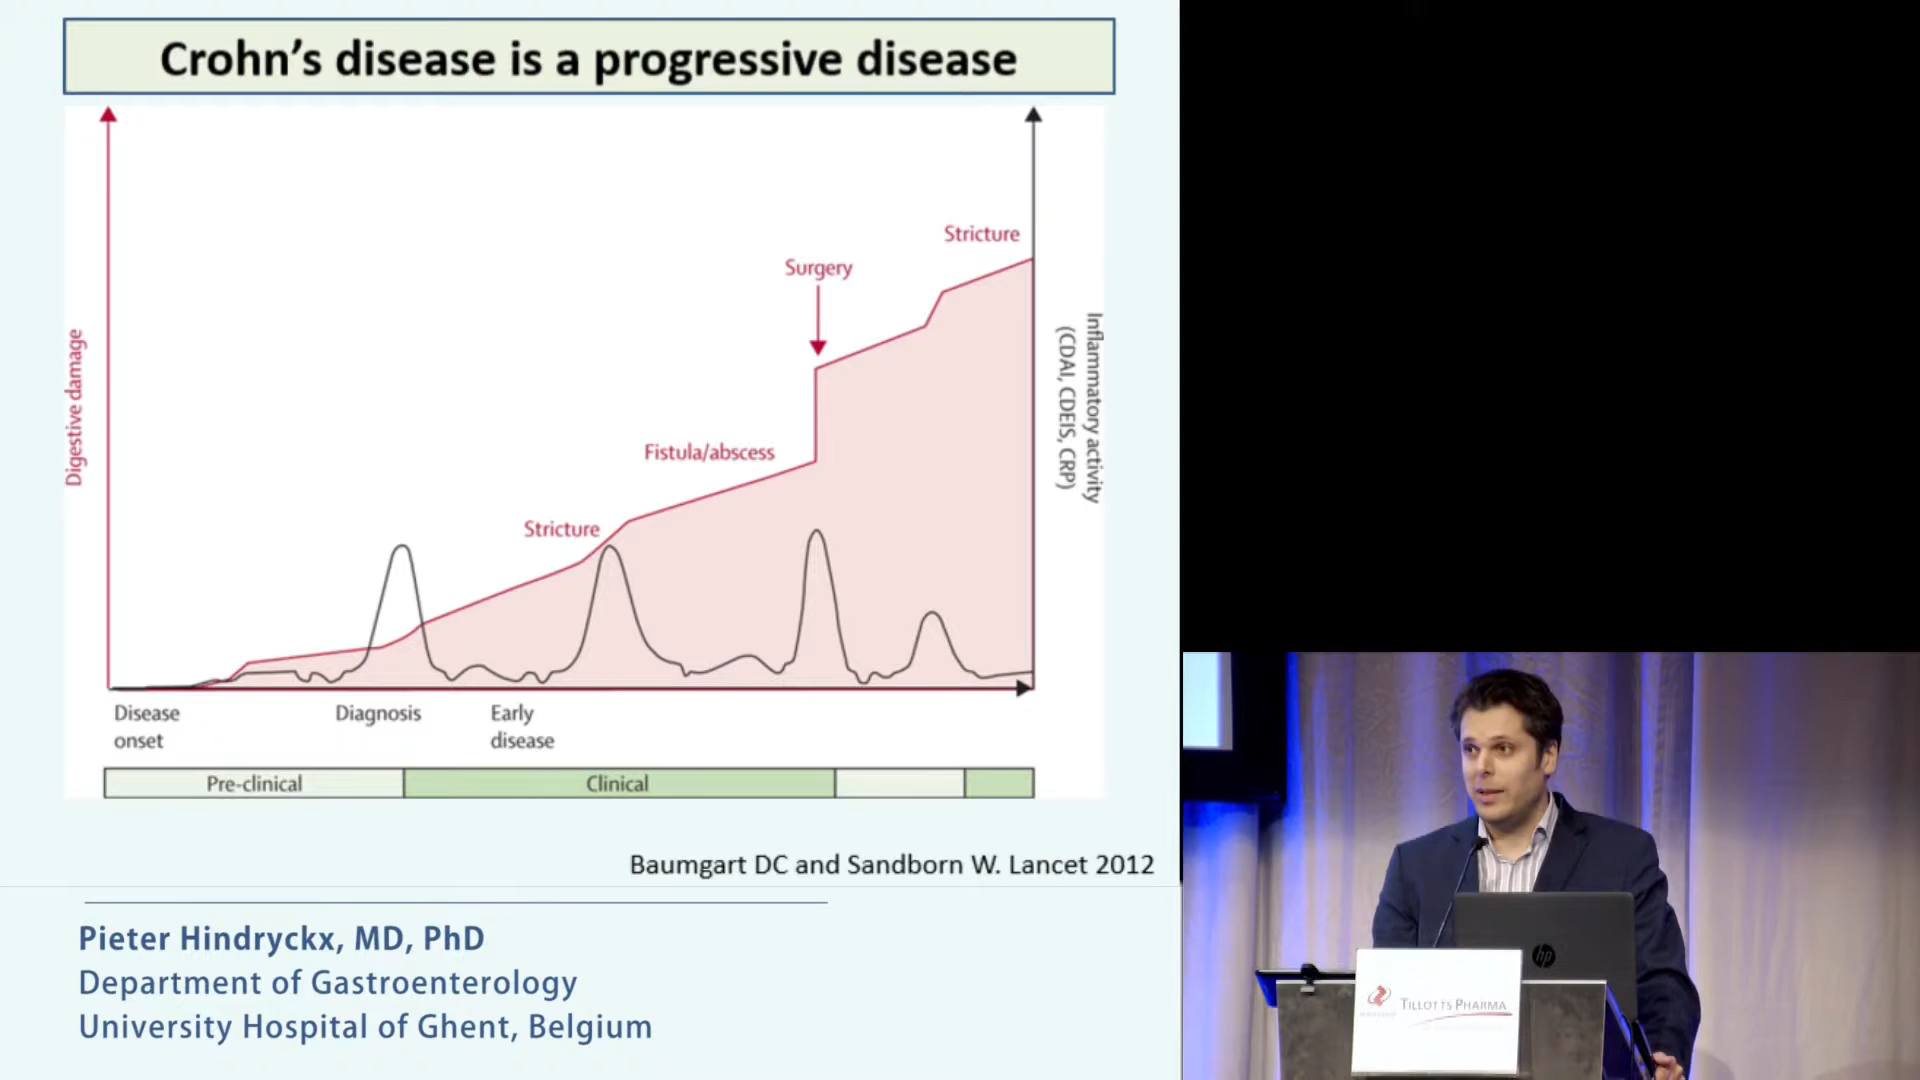 Crohn's disease is a progressive disease
Digestive damage
Stricture
Surgery
Fistula/abscess
Stricture
Inflammatory activity
(CDAI, CDEIS, CRP)
Disease
onset
Diagnosis
Early
disease
Pre-clinical
Clinical
Baumgart DC and Sandborn W. Lancet 2012
Pieter Hindryckx, MD, PhD
Department of Gastroenterology
University Hospital of Ghent, Belgium
hp
TILLOTTS PHARMA